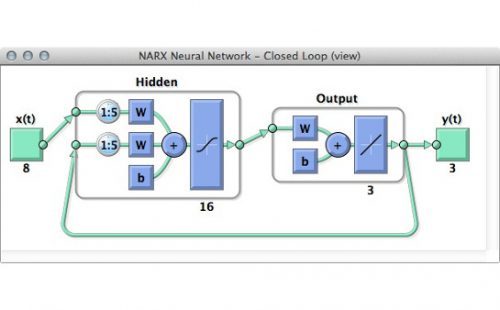 NARX Neural Network – Closed Loop (view)
Hidden
Output
x(t)
1:5 W
1:5 W
b
+
8
16
W
b
+
3
y(t)
3